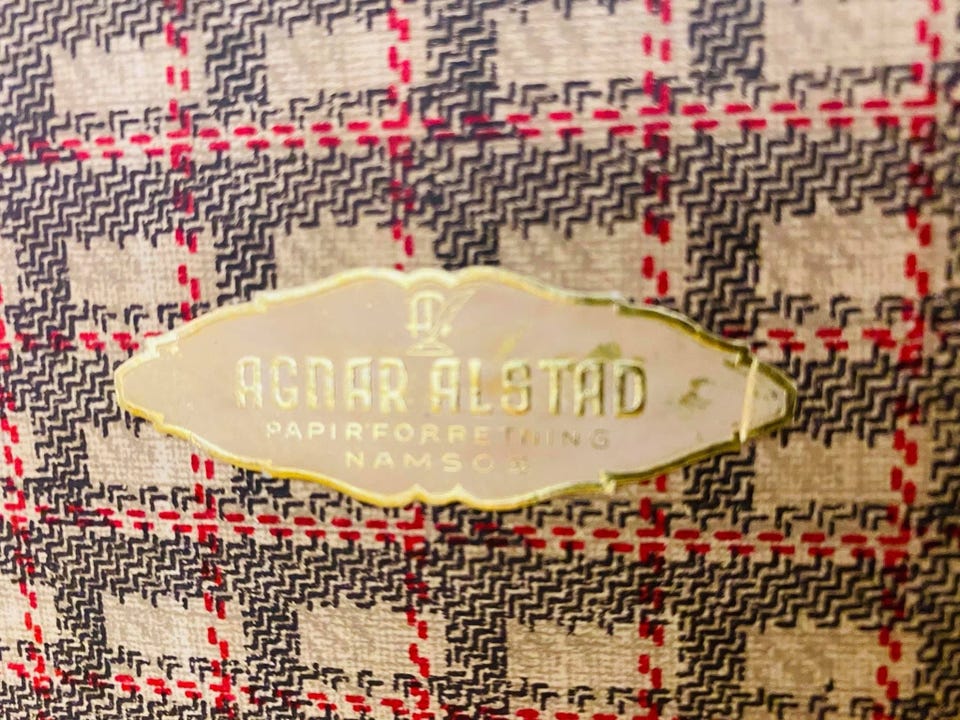 A
AGNAR ALSTAD
PAPIRFORRETNING
NAMSOS